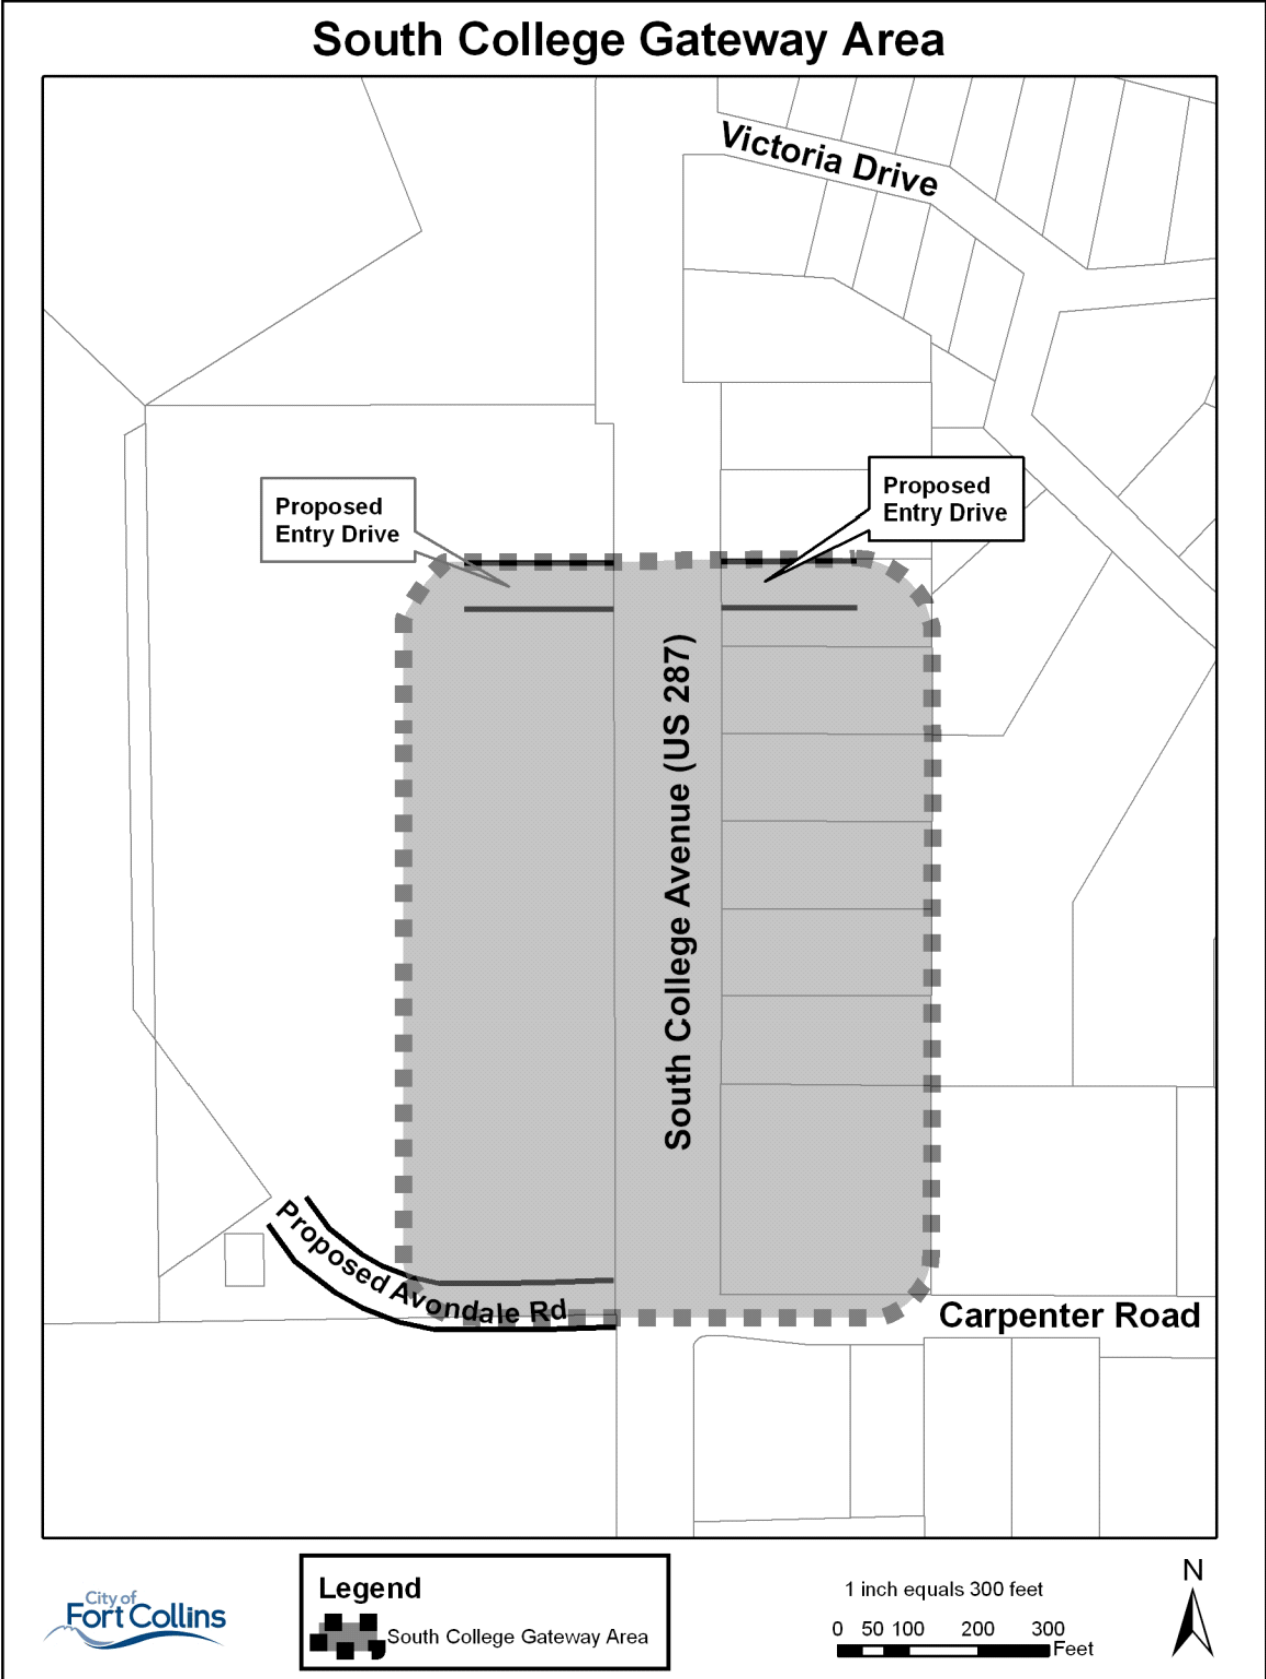 South College Gateway Area
Victoria Drive
Proposed
Entry Drive
Proposed
Entry Drive
South College Avenue (US 287)
Proposed Avondale Rd
Carpenter Road
City of
Fort Collins
Legend
South College Gateway Area
1 inch equals 300 feet
0 50 100 200 300
Feet
N